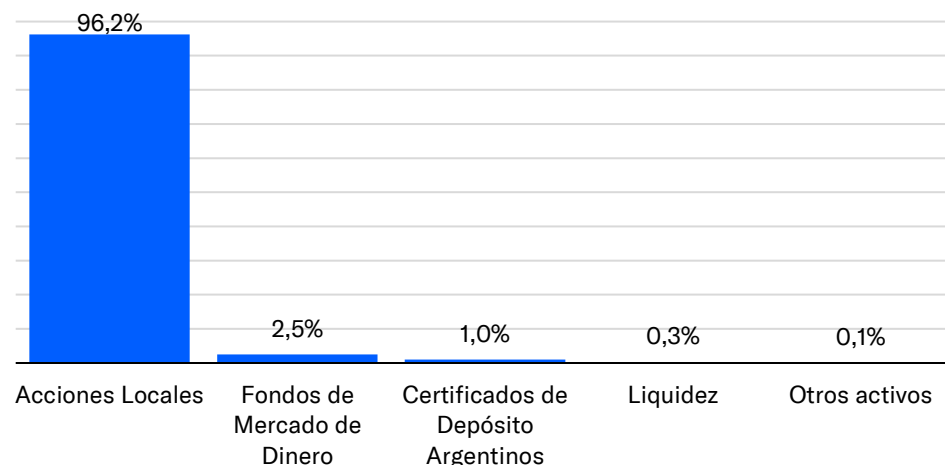 96,2%
2,5%
1,0%
0,3%
0,1%
Acciones Locales
Fondos de
Mercado de
Dinero
Certificados de
Depósito
Argentinos
Liquidez
Otros activos